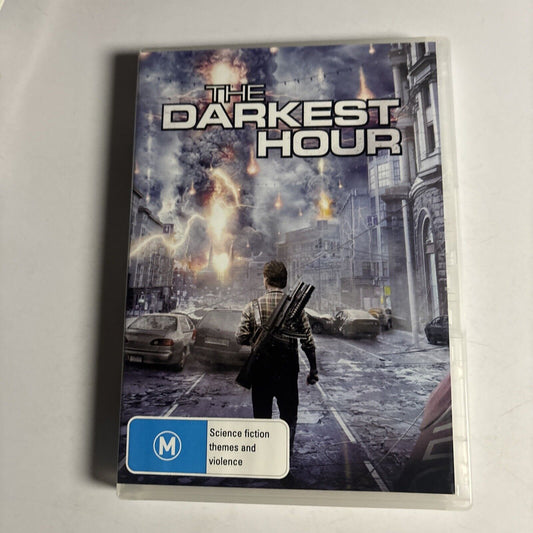 THE
DARKEST
HOUR
M
Science fiction
themes and
violence